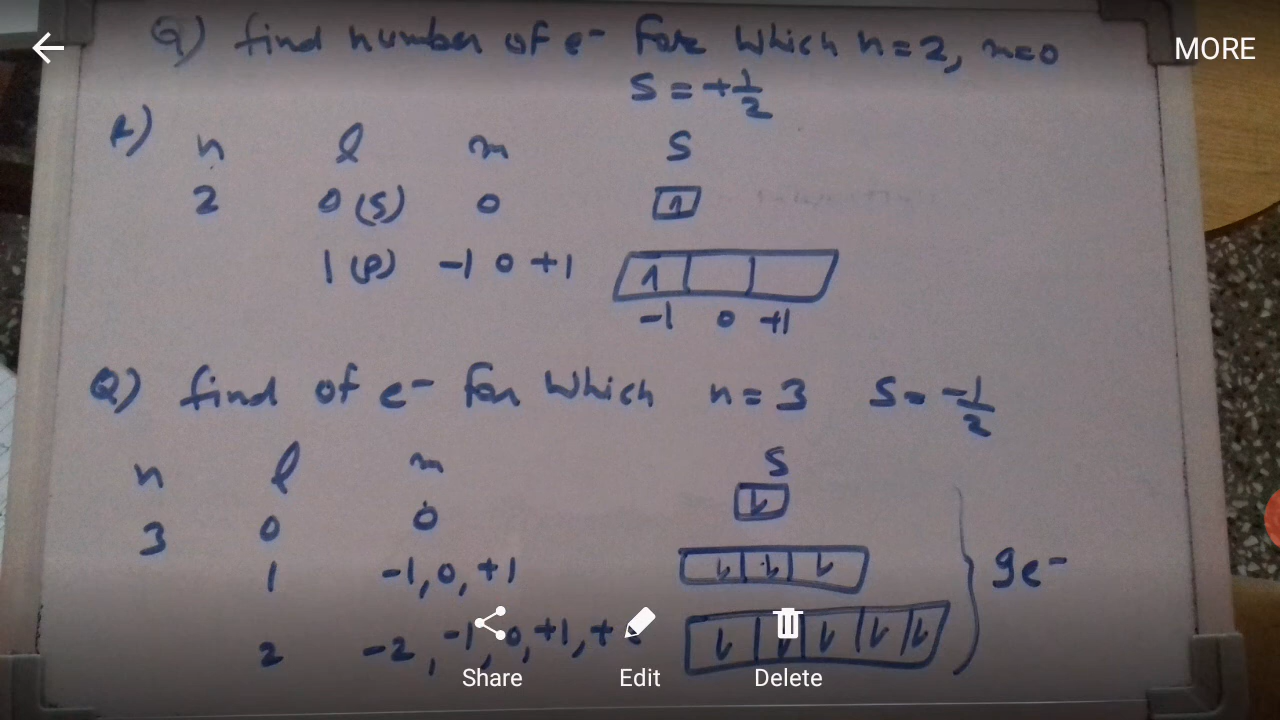 MORE
Q) find number of e- for which n=2, m=0
S = +1/2
A) n l m S
2 0 (s) 0 1
1 (p) -1 0 +1 1
-1 0 +1
Q) find of e- for which n = 3 S = -1/2
n l m S
3 0 0
1 -1, 0, +1
9e-
2 -2, -1, 0, +1, +
Share Edit Delete